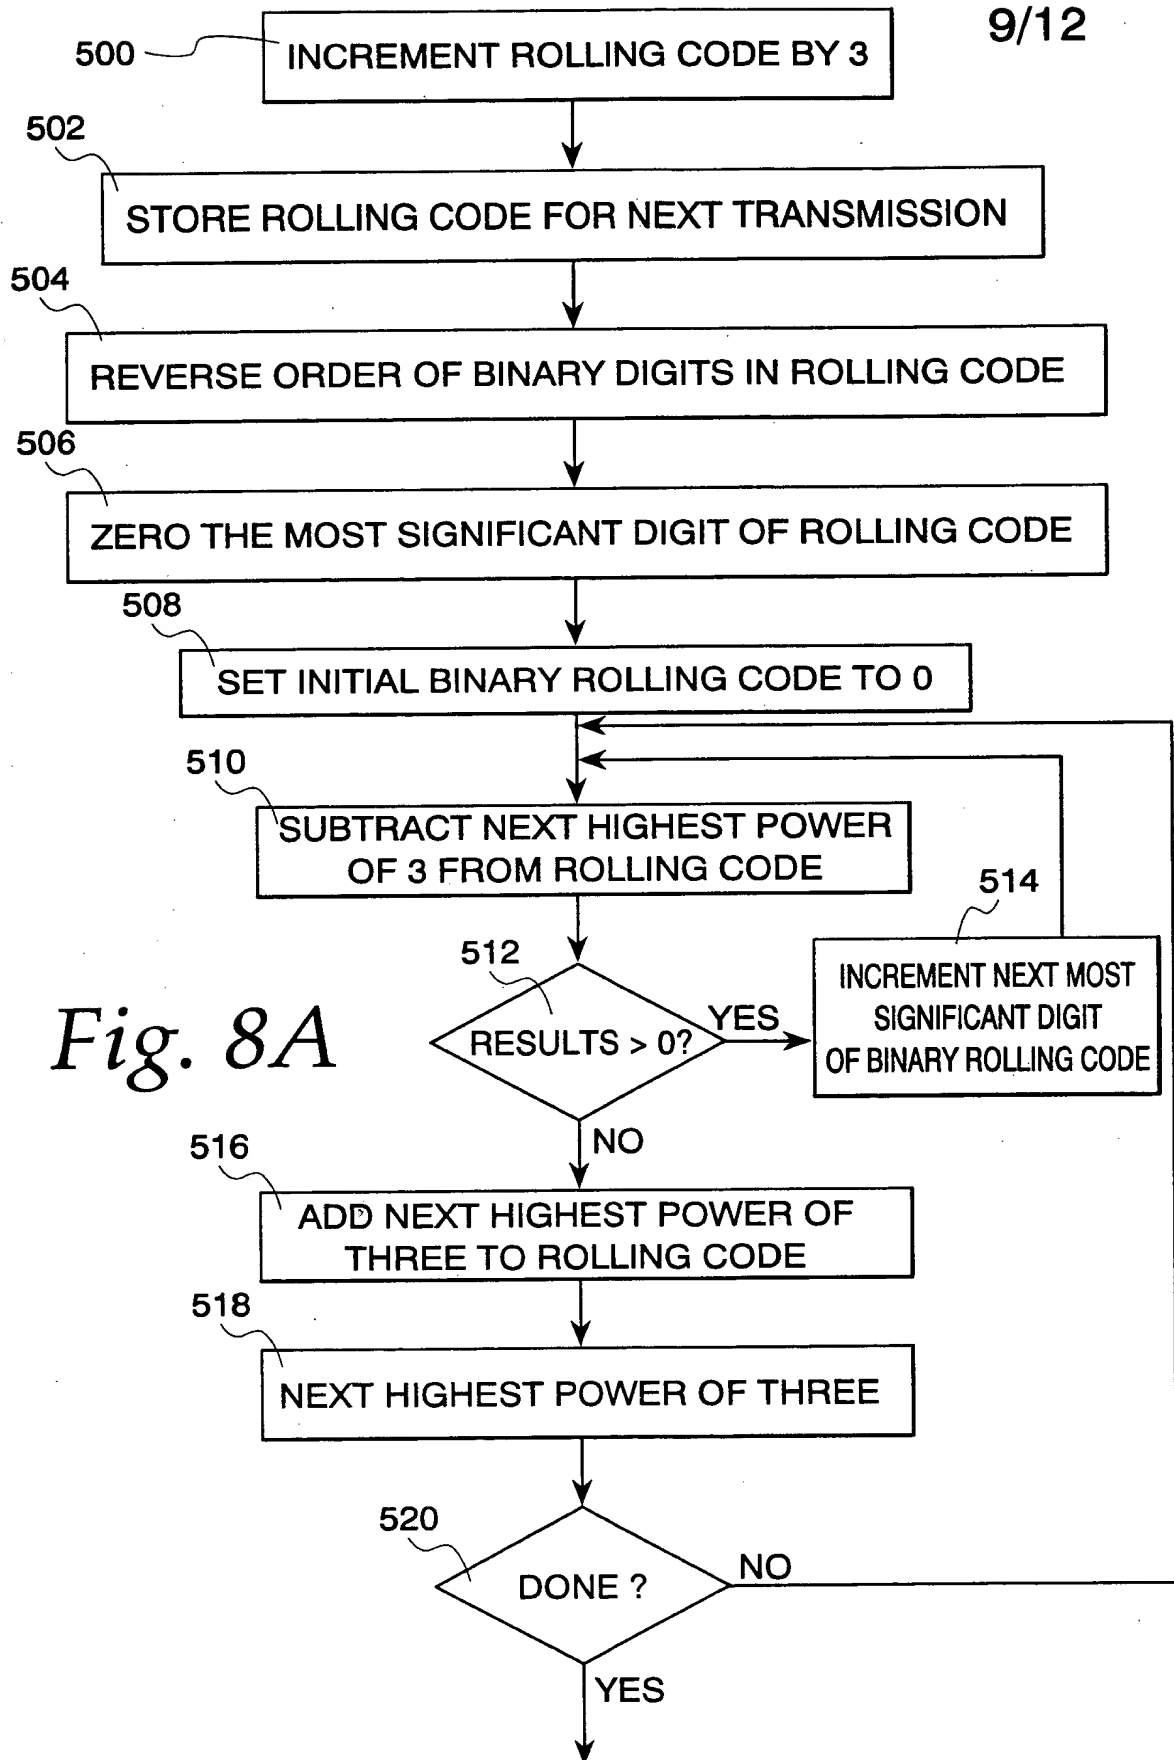 9/12
500
INCREMENT ROLLING CODE BY 3
502
STORE ROLLING CODE FOR NEXT TRANSMISSION
504
REVERSE ORDER OF BINARY DIGITS IN ROLLING CODE
506
ZERO THE MOST SIGNIFICANT DIGIT OF ROLLING CODE
508
SET INITIAL BINARY ROLLING CODE TO 0
510
SUBTRACT NEXT HIGHEST POWER
OF 3 FROM ROLLING CODE
512
RESULTS > 0?
YES
514
INCREMENT NEXT MOST
SIGNIFICANT DIGIT
OF BINARY ROLLING CODE
Fig. 8A
NO
516
ADD NEXT HIGHEST POWER OF
THREE TO ROLLING CODE
518
NEXT HIGHEST POWER OF THREE
520
DONE ?
NO
YES